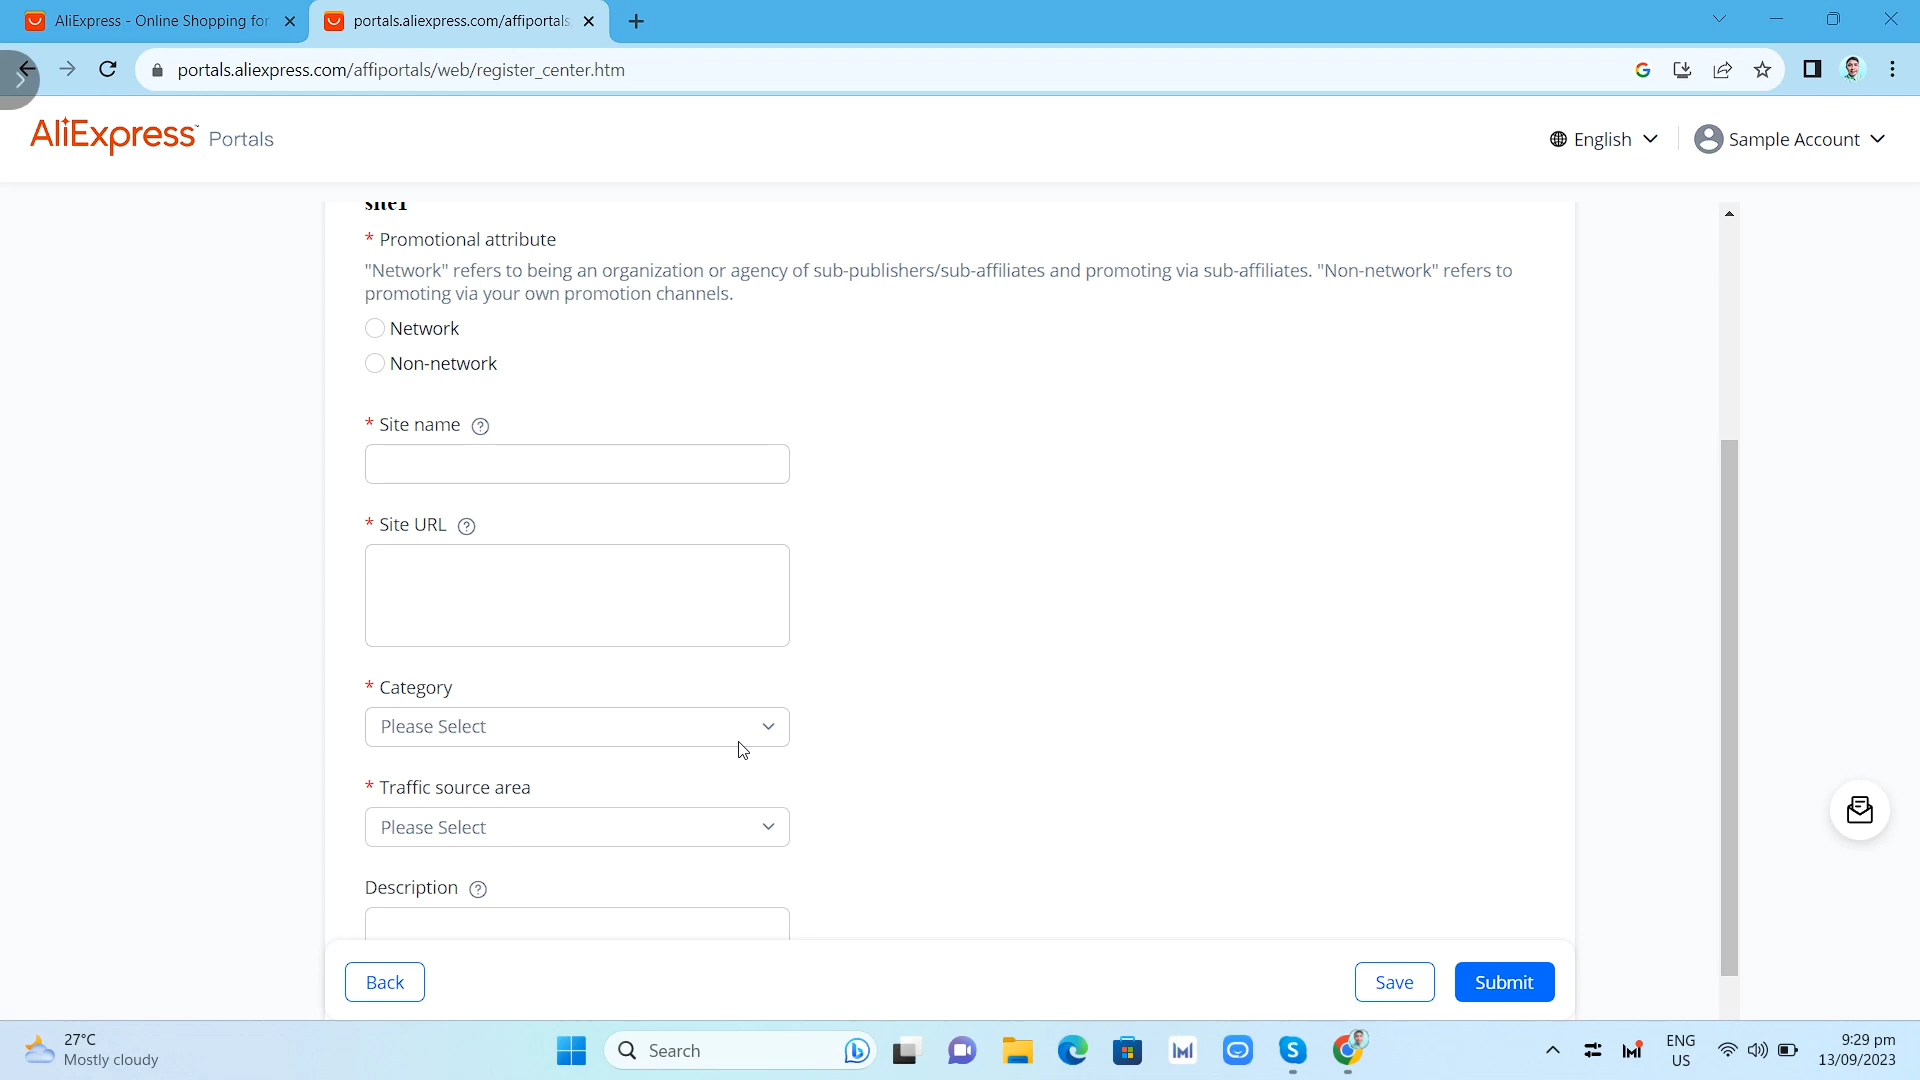 AliExpress - Online Shopping for
portals.aliexpress.com/affiportals
portals.aliexpress.com/affiportals/web/register_center.htm
AliExpress™ Portals
English
Sample Account
site1
* Promotional attribute
"Network" refers to being an organization or agency of sub-publishers/sub-affiliates and promoting via sub-affiliates. "Non-network" refers to
promoting via your own promotion channels.
Network
Non-network
* Site name ?
* Site URL ?
* Category
Please Select
* Traffic source area
Please Select
Description ?
Back
Save
Submit
27°C
Mostly cloudy
Search
ENG
US
9:29 pm
13/09/2023